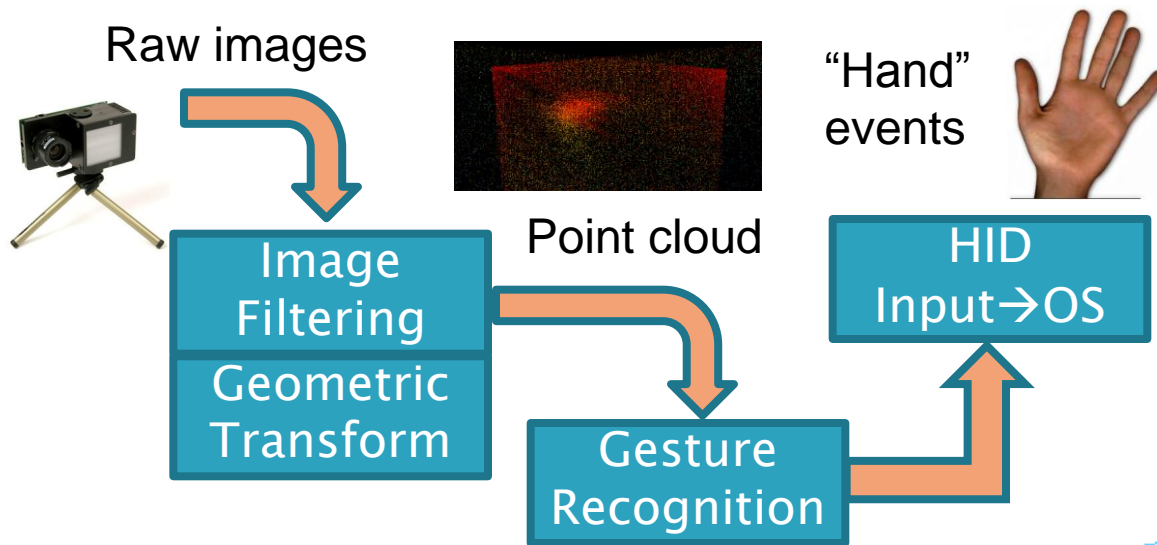 Raw images
“Hand”
events
Point cloud
Image
Filtering
Geometric
Transform
Gesture
Recognition
HID
Input→OS